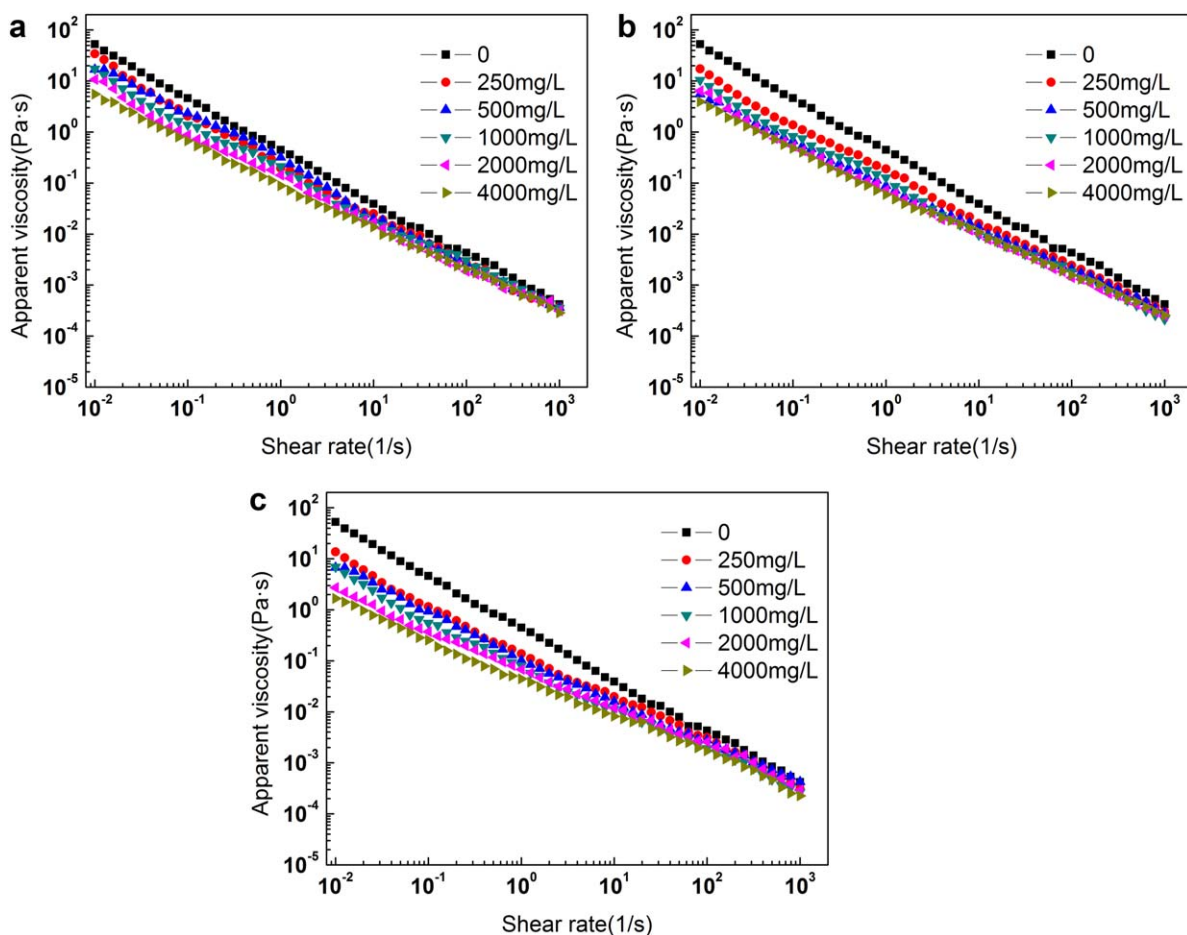 a
Apparent viscosity(Pa·s)
10²
10¹
10⁰
10⁻¹
10⁻²
10⁻³
10⁻⁴
10⁻⁵
0
250mg/L
500mg/L
1000mg/L
2000mg/L
4000mg/L
10⁻² 10⁻¹ 10⁰ 10¹ 10² 10³
Shear rate(1/s)
b
Apparent viscosity(Pa·s)
10²
10¹
10⁰
10⁻¹
10⁻²
10⁻³
10⁻⁴
10⁻⁵
0
250mg/L
500mg/L
1000mg/L
2000mg/L
4000mg/L
10⁻² 10⁻¹ 10⁰ 10¹ 10² 10³
Shear rate(1/s)
c
Apparent viscosity(Pa·s)
10²
10¹
10⁰
10⁻¹
10⁻²
10⁻³
10⁻⁴
10⁻⁵
0
250mg/L
500mg/L
1000mg/L
2000mg/L
4000mg/L
10⁻² 10⁻¹ 10⁰ 10¹ 10² 10³
Shear rate(1/s)